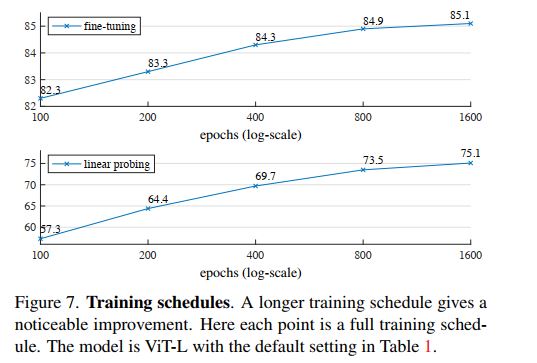 fine-tuning
85
84
83
82
82.3
83.3
84.3
84.9
85.1
100 200 400 800 1600
epochs (log-scale)
linear probing
75
70
65
60
57.3
64.4
69.7
73.5
75.1
100 200 400 800 1600
epochs (log-scale)
Figure 7. Training schedules. A longer training schedule gives a
noticeable improvement. Here each point is a full training sched-
ule. The model is ViT-L with the default setting in Table 1.